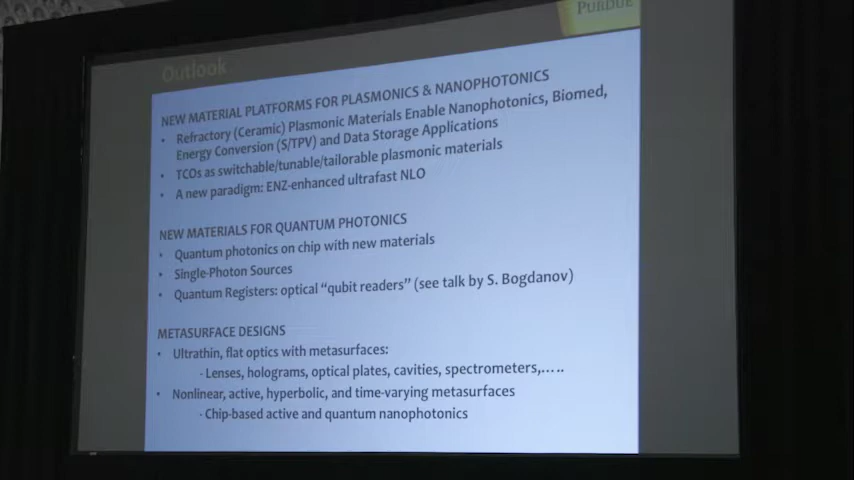 PURDUE
Outlook
NEW MATERIAL PLATFORMS FOR PLASMONICS & NANOPHOTONICS
• Refractory (Ceramic) Plasmonic Materials Enable Nanophotonics, Biomed,
Energy Conversion (S/TPV) and Data Storage Applications
• TCOs as switchable/tunable/tailorable plasmonic materials
• A new paradigm: ENZ-enhanced ultrafast NLO
NEW MATERIALS FOR QUANTUM PHOTONICS
• Quantum photonics on chip with new materials
• Single-Photon Sources
• Quantum Registers: optical “qubit readers” (see talk by S. Bogdanov)
METASURFACE DESIGNS
• Ultrathin, flat optics with metasurfaces:
- Lenses, holograms, optical plates, cavities, spectrometers,.....
• Nonlinear, active, hyperbolic, and time-varying metasurfaces
- Chip-based active and quantum nanophotonics